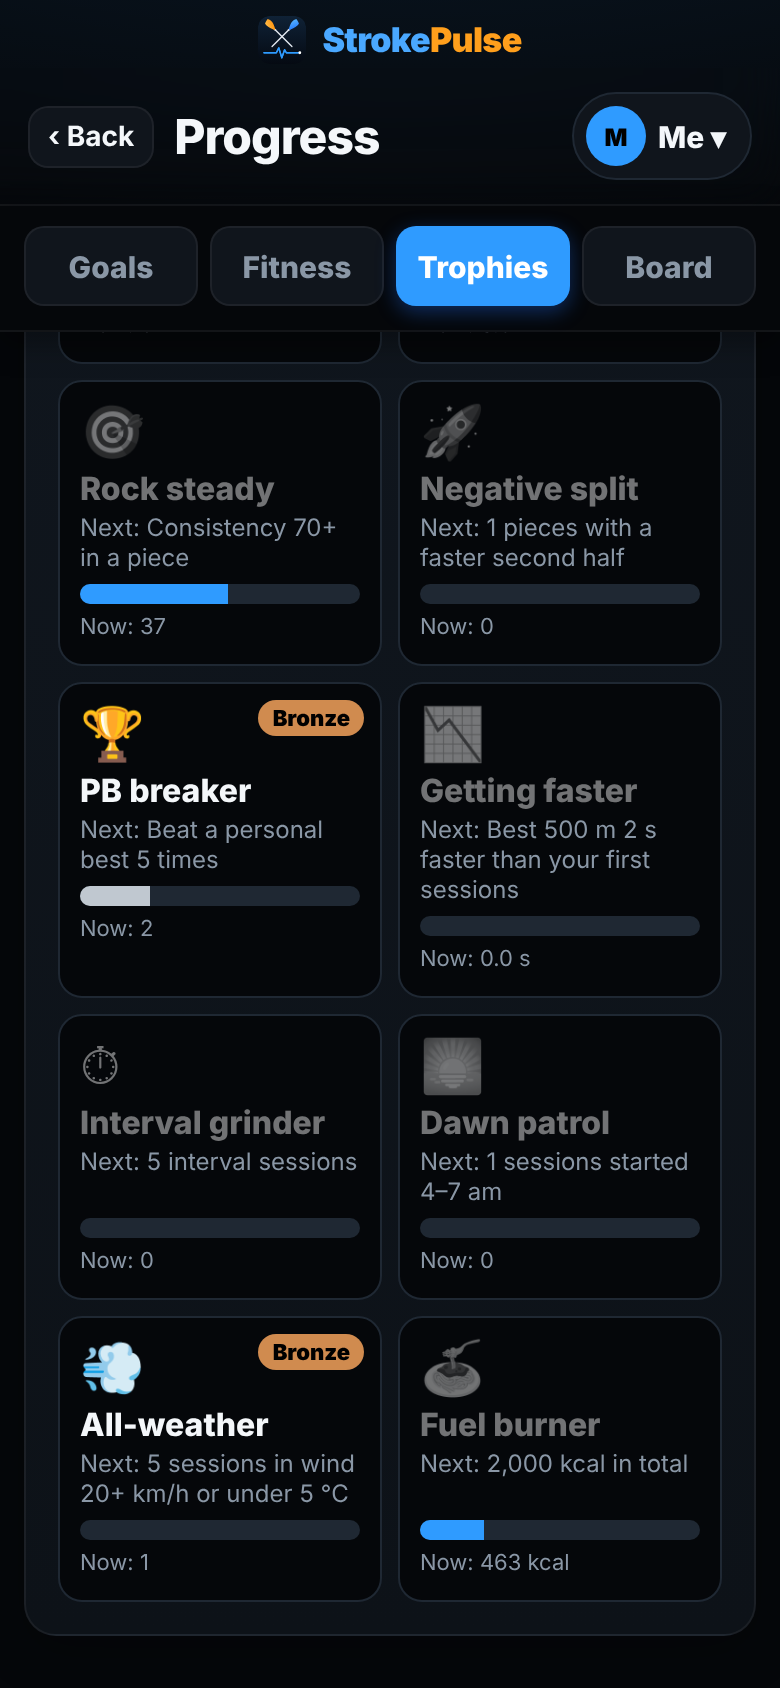 StrokePulse
‹ Back
Progress
M
Me ▾
Goals
Fitness
Trophies
Board
Rock steady
Next: Consistency 70+
in a piece
Now: 37
Negative split
Next: 1 pieces with a
faster second half
Now: 0
Bronze
PB breaker
Next: Beat a personal
best 5 times
Now: 2
Getting faster
Next: Best 500 m 2 s
faster than your first
sessions
Now: 0.0 s
Interval grinder
Next: 5 interval sessions
Now: 0
Dawn patrol
Next: 1 sessions started
4–7 am
Now: 0
Bronze
All-weather
Next: 5 sessions in wind
20+ km/h or under 5 °C
Now: 1
Fuel burner
Next: 2,000 kcal in total
Now: 463 kcal